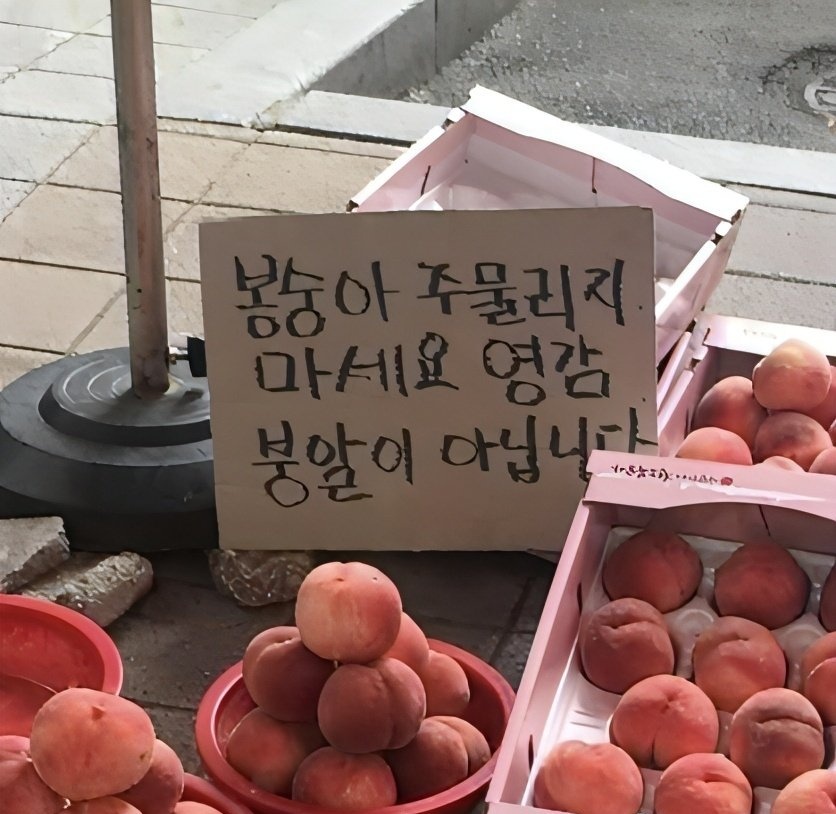 봉숭아 주물리지
마세요 영감
붕알이 아닙니다